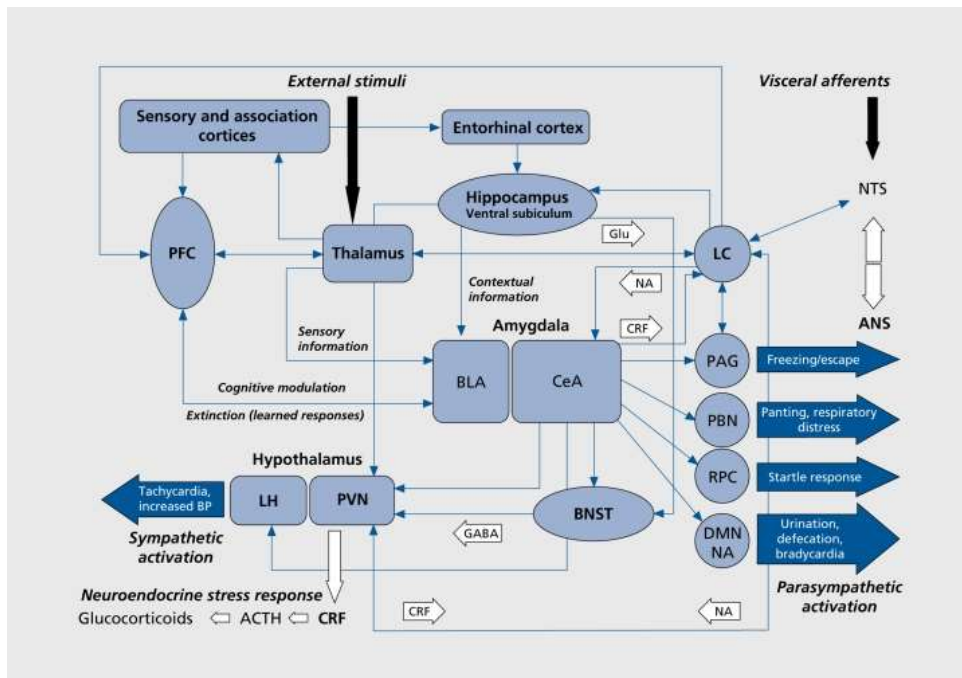 External stimuli
Visceral afferents
Sensory and association
cortices
Entorhinal cortex
Hippocampus
Ventral subiculum
NTS
Glu
PFC
Thalamus
LC
NA
Contextual
information
CRF
ANS
Amygdala
Sensory
information
BLA
CeA
PAG
Freezing/escape
Cognitive modulation
Extinction (learned responses)
PBN
Panting, respiratory
distress
Hypothalamus
RPC
Startle response
Tachycardia,
increased BP
LH
PVN
BNST
GABA
DMN
NA
Urination,
defecation,
bradycardia
Sympathetic
activation
Parasympathetic
activation
Neuroendocrine stress response
Glucocorticoids
ACTH
CRF
CRF
NA